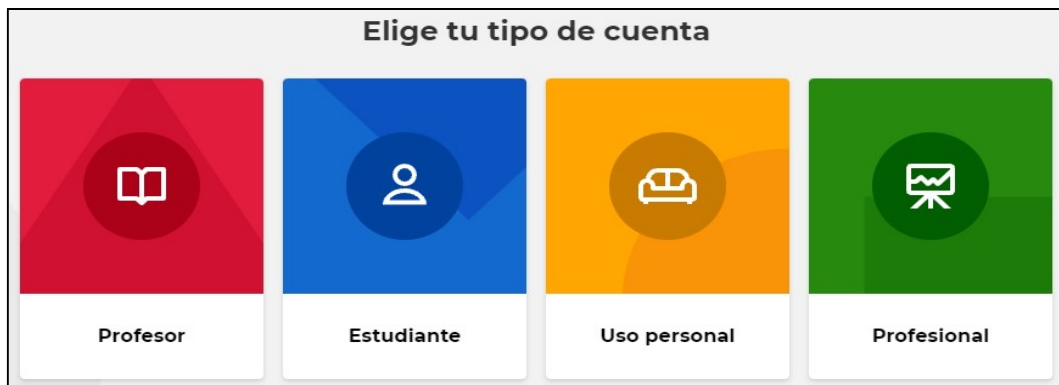 Elige tu tipo de cuenta
Profesor
Estudiante
Uso personal
Profesional